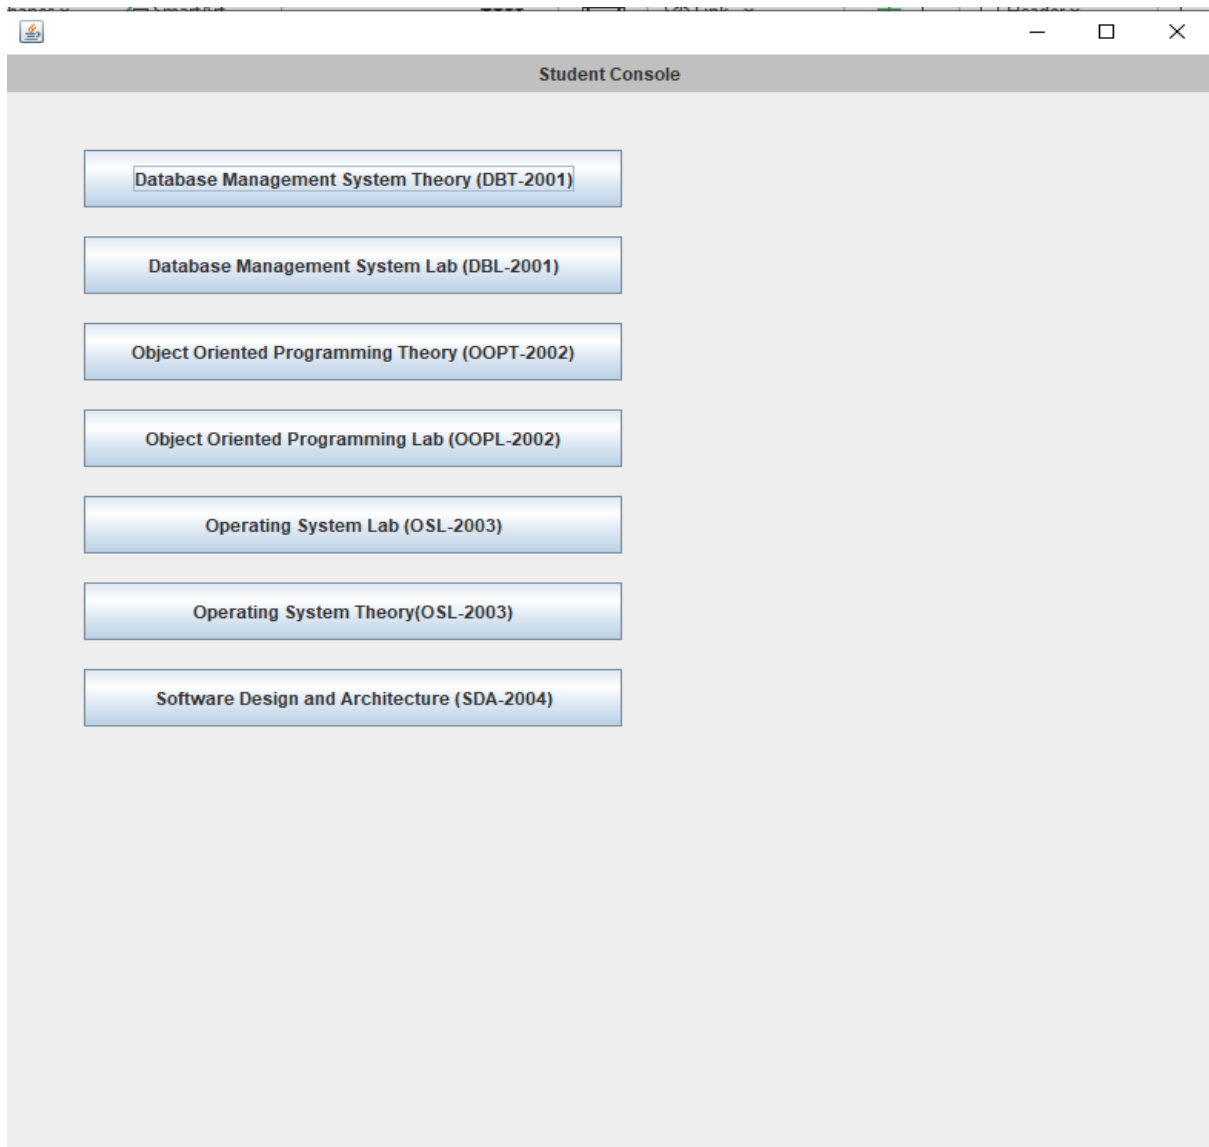 Student Console
Database Management System Theory (DBT-2001)
Database Management System Lab (DBL-2001)
Object Oriented Programming Theory (OOPT-2002)
Object Oriented Programming Lab (OOPL-2002)
Operating System Lab (OSL-2003)
Operating System Theory(OSL-2003)
Software Design and Architecture (SDA-2004)